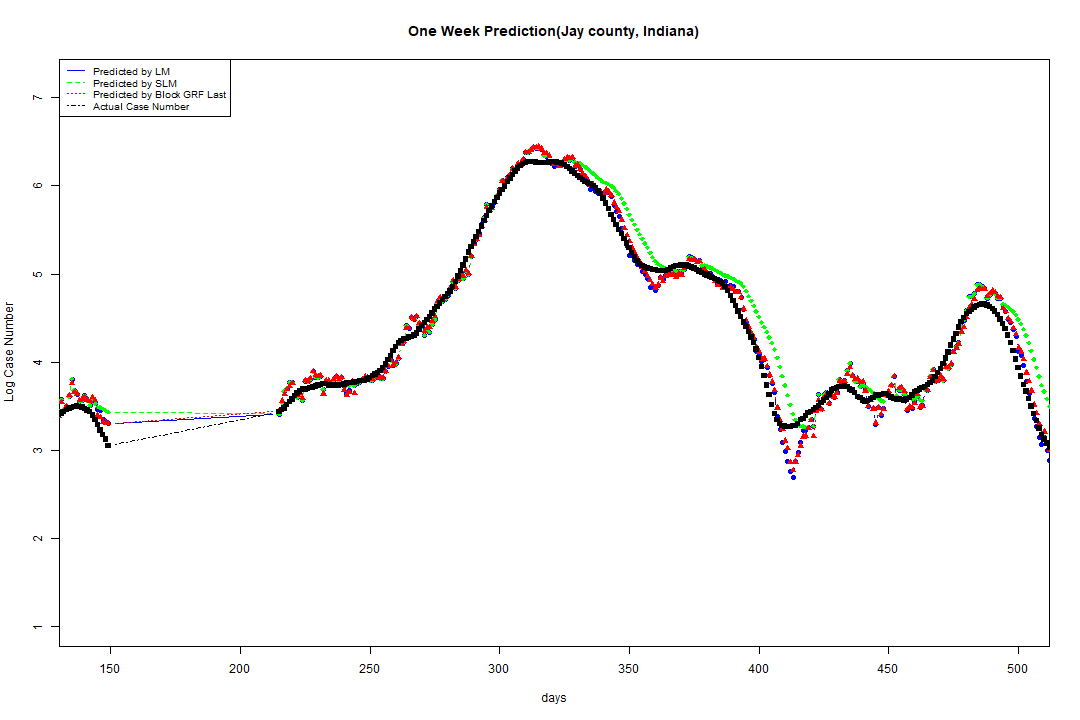 One Week Prediction(Jay county, Indiana)
Predicted by LM
Predicted by SLM
Predicted by Block GRF Last
Actual Case Number
7
6
5
4
3
2
1
Log Case Number
150 200 250 300 350 400 450 500
days